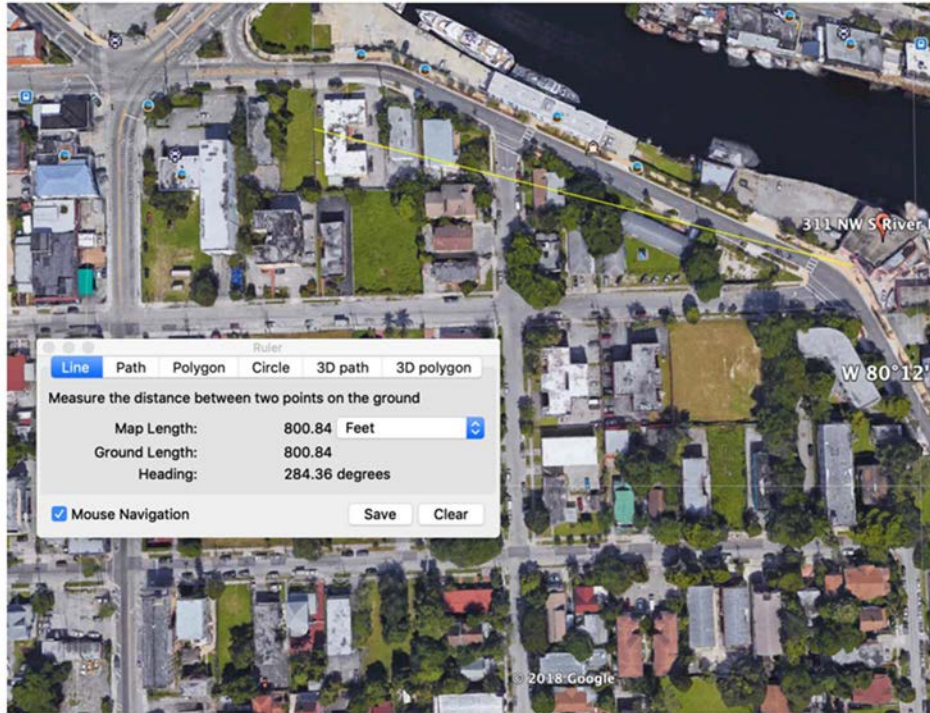 311 NW S River
Ruler
Line Path Polygon Circle 3D path 3D polygon
Measure the distance between two points on the ground
Map Length: 800.84 Feet
Ground Length: 800.84
Heading: 284.36 degrees
Mouse Navigation Save Clear
W 80°12'
© 2018 Google